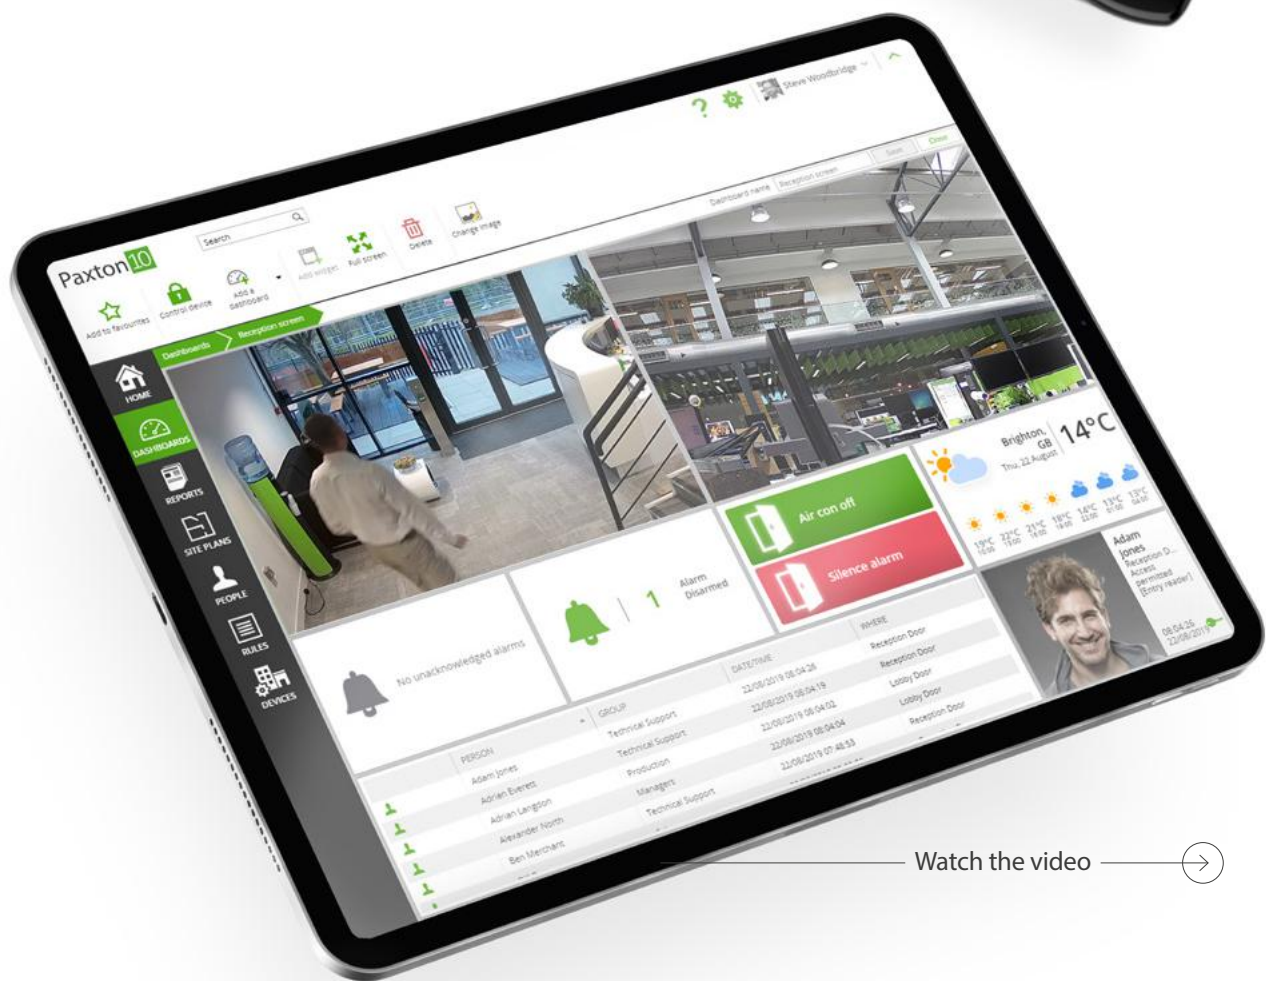 Steve Woodbridge
Paxton10
Search
Add to favourites
Control device
Add a
dashboard
Add widget
Full screen
Delete
Change image
Dashboard name
Reception screen
Save
Close
Dashboards
Reception screen
HOME
DASHBOARDS
REPORTS
SITE PLANS
PEOPLE
RULES
DEVICES
No unacknowledged alarms
1
Alarm
Disarmed
Air con off
Silence alarm
Brighton,
GB
Thu, 22 August
14°C
19°C 22°C 21°C 18°C 14°C 13°C 13°C
Adam
Jones
Reception D...
Access
permitted
[Entry reader]
08:04:26
22/08/2019
PERSON GROUP DATE/TIME WHERE
Adam Jones Technical Support 22/08/2019 08:04:26 Reception Door
Adrian Everett Technical Support 22/08/2019 08:04:19 Reception Door
Adrian Langdon Production 22/08/2019 08:04:02 Lobby Door
Alexander North Managers 22/08/2019 08:04:04 Lobby Door
Ben Merchant Technical Support 22/08/2019 07:48:53 Reception Door
Watch the video